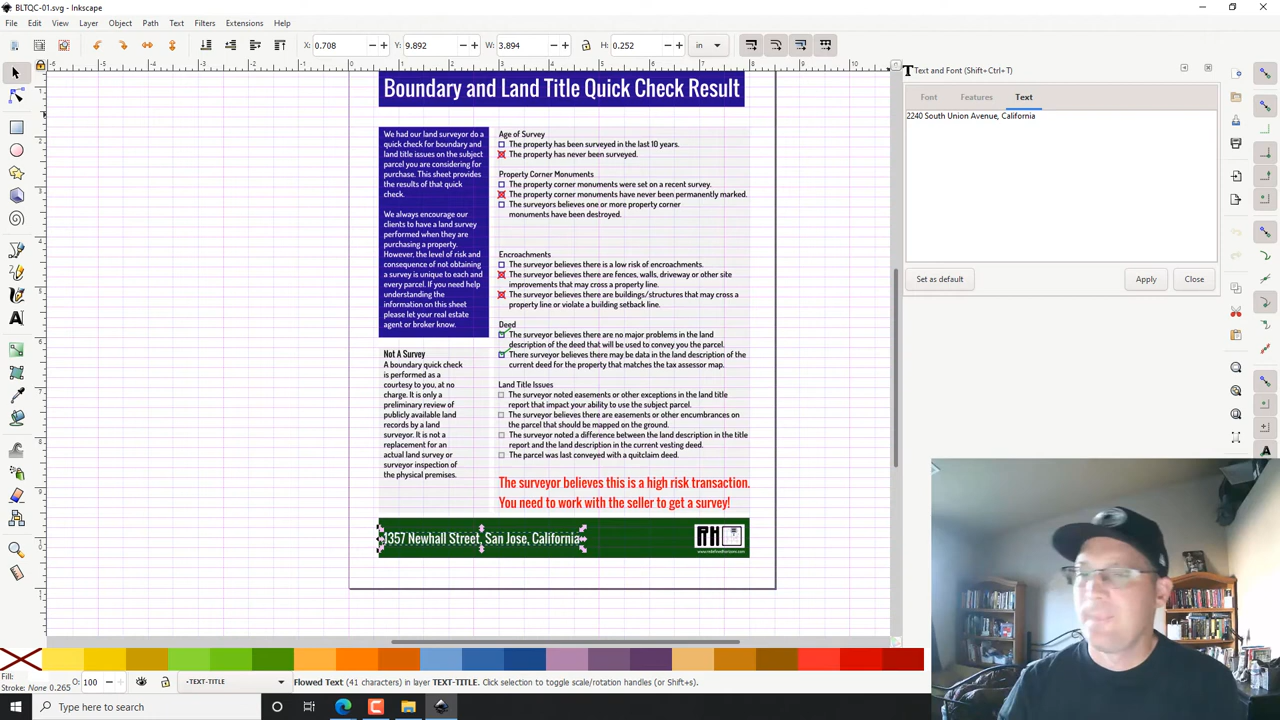 BLTQC-01.svg - Inkscape
File Edit View Layer Object Path Text Filters Extensions Help
X: 0.708 Y: 9.892 W: 3.894 H: 0.252 in
Text and Font (Shift+Ctrl+T)
Font Features Text
2240 South Union Avenue, California
Set as default Apply Close
Boundary and Land Title Quick Check Result
We had our land surveyor do a
quick check for boundary and
land title issues on the subject
parcel you are considering for
purchase. This sheet provides
the results of that quick
check.
We always encourage our
clients to have a land survey
performed when they are
purchasing a property.
However, the level of risk and
consequence of not obtaining
a survey is unique to each and
every parcel. If you need help
understanding the
information on this sheet
please let your real estate
agent or broker know.
Not A Survey
A boundary quick check
is performed as a
courtesy to you, at no
charge. It is only a
preliminary review of
publicly available land
records by a land
surveyor. It is not a
replacement for an
actual land survey or
surveyor inspection of
the physical premises.
Age of Survey
The property has been surveyed in the last 10 years.
The property has never been surveyed.
Property Corner Monuments
The property corner monuments were set on a recent survey.
The property corner monuments have never been permanently marked.
The surveyors believes one or more property corner
monuments have been destroyed.
Encroachments
The surveyor believes there is a low risk of encroachments.
The surveyor believes there are fences, walls, driveway or other site
improvements that may cross a property line.
The surveyor believes there are buildings/structures that may cross a
property line or violate a building setback line.
Deed
The surveyor believes there are no major problems in the land
description of the deed that will be used to convey you the parcel.
There surveyor believes there may be data in the land description of the
current deed for the property that matches the tax assessor map.
Land Title Issues
The surveyor noted easements or other exceptions in the land title
report that impact your ability to use the subject parcel.
The surveyor believes there are easements or other encumbrances on
the parcel that should be mapped on the ground.
The surveyor noted a difference between the land description in the title
report and the land description in the current vesting deed.
The parcel was last conveyed with a quitclaim deed.
The surveyor believes this is a high risk transaction.
You need to work with the seller to get a survey!
1357 Newhall Street, San Jose, California
RH
www.redefinedhorizons.com
Fill:
Stroke: None 0.265
O: 100
•TEXT-TITLE
Flowed Text (41 characters) in layer TEXT-TITLE. Click selection to toggle scale/rotation handles (or Shift+s).
Type here to search